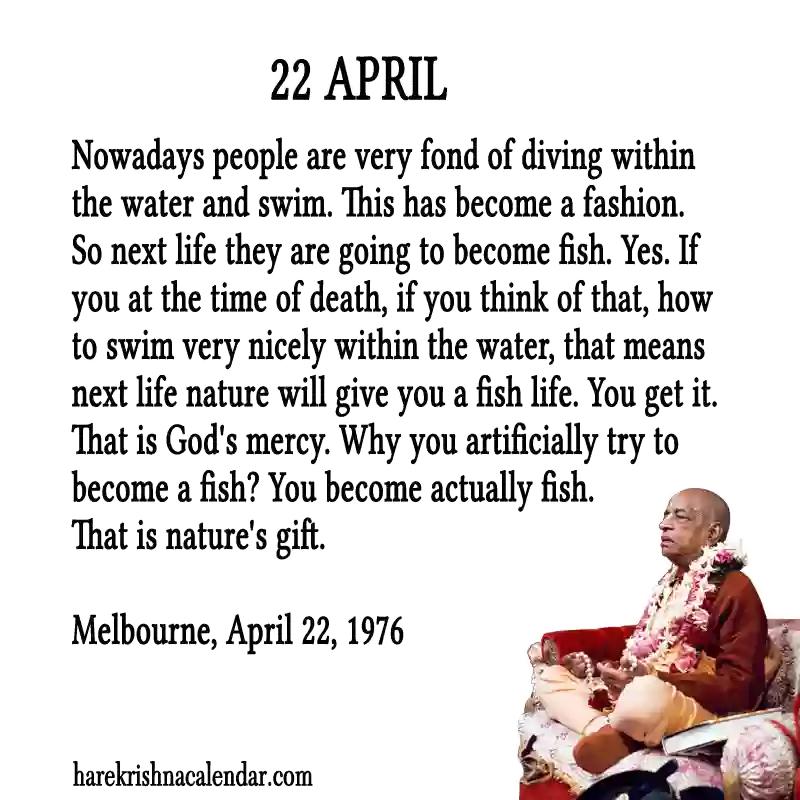 22 APRIL
Nowadays people are very fond of diving within
the water and swim. This has become a fashion.
So next life they are going to become fish. Yes. If
you at the time of death, if you think of that, how
to swim very nicely within the water, that means
next life nature will give you a fish life. You get it.
That is God's mercy. Why you artificially try to
become a fish? You become actually fish.
That is nature's gift.
Melbourne, April 22, 1976
harekrishnacalendar.com